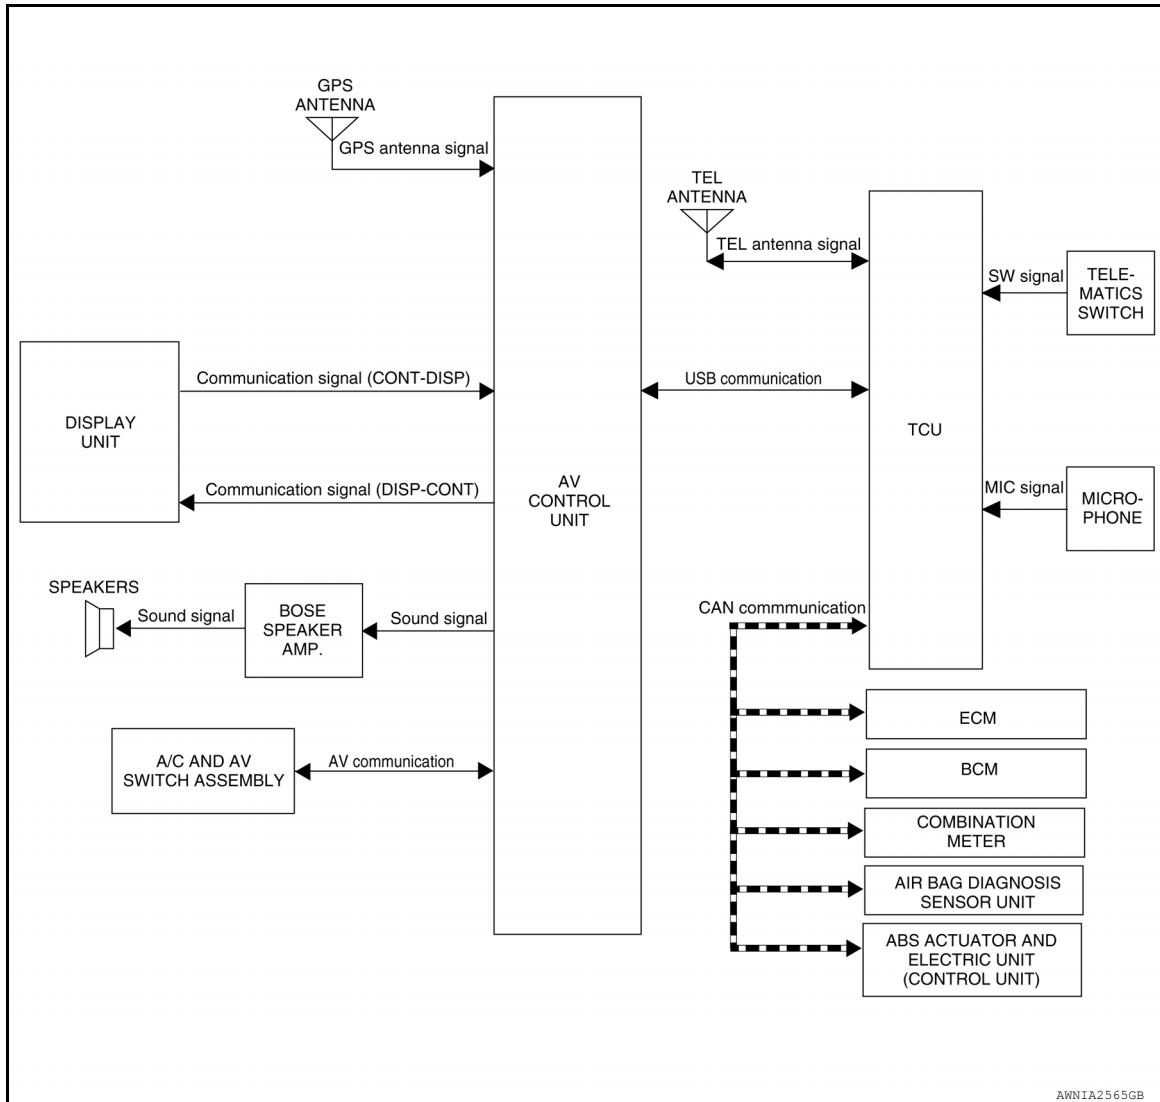 GPS
ANTENNA
GPS antenna signal
TEL
ANTENNA
TEL antenna signal
SW signal
TELE-
MATICS
SWITCH
Communication signal (CONT-DISP)
USB communication
DISPLAY
UNIT
TCU
Communication signal (DISP-CONT)
AV
CONTROL
UNIT
MIC signal
MICRO-
PHONE
SPEAKERS
Sound signal
BOSE
SPEAKER
AMP.
Sound signal
CAN commmunication
ECM
A/C AND AV
SWITCH ASSEMBLY
AV communication
BCM
COMBINATION
METER
AIR BAG DIAGNOSIS
SENSOR UNIT
ABS ACTUATOR AND
ELECTRIC UNIT
(CONTROL UNIT)
AWNIA2565GB